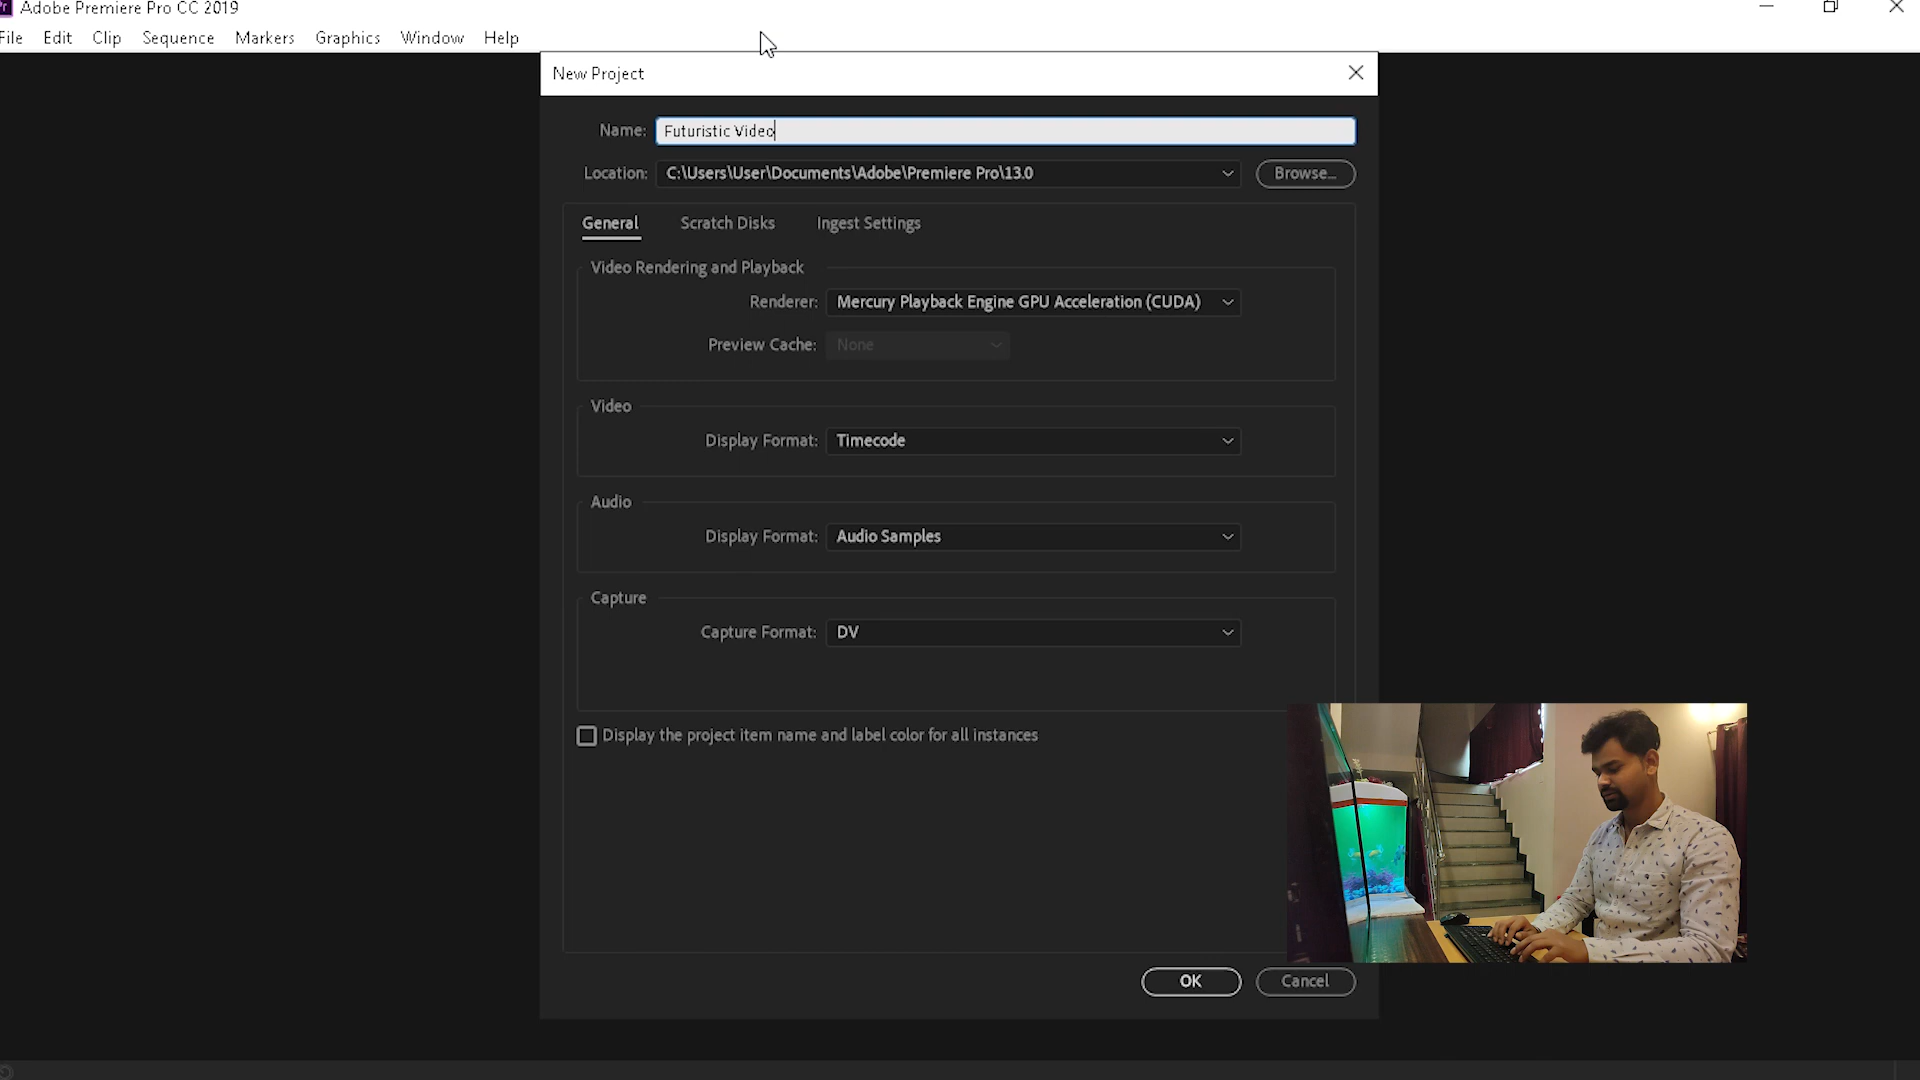 Adobe Premiere Pro CC 2019
File Edit Clip Sequence Markers Graphics Window Help
New Project
Name: Futuristic Video
Location: C:\Users\User\Documents\Adobe\Premiere Pro\13.0 Browse...
General Scratch Disks Ingest Settings
Video Rendering and Playback
Renderer: Mercury Playback Engine GPU Acceleration (CUDA)
Preview Cache: None
Video
Display Format: Timecode
Audio
Display Format: Audio Samples
Capture
Capture Format: DV
Display the project item name and label color for all instances
OK Cancel